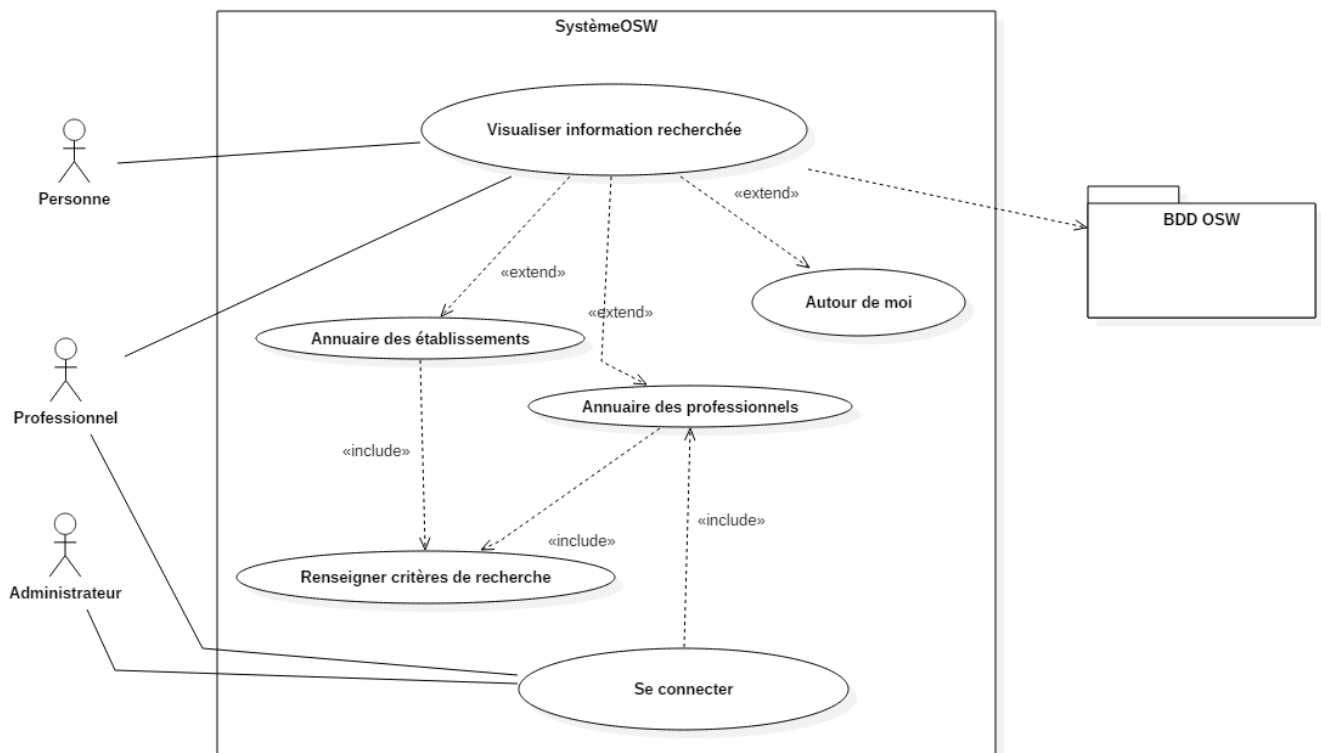 SystèmeOSW
Visualiser information recherchée
Personne
«extend»
BDD OSW
«extend»
Autour de moi
«extend»
Annuaire des établissements
Annuaire des professionnels
Professionnel
«include»
«include»
«include»
Renseigner critères de recherche
Administrateur
Se connecter